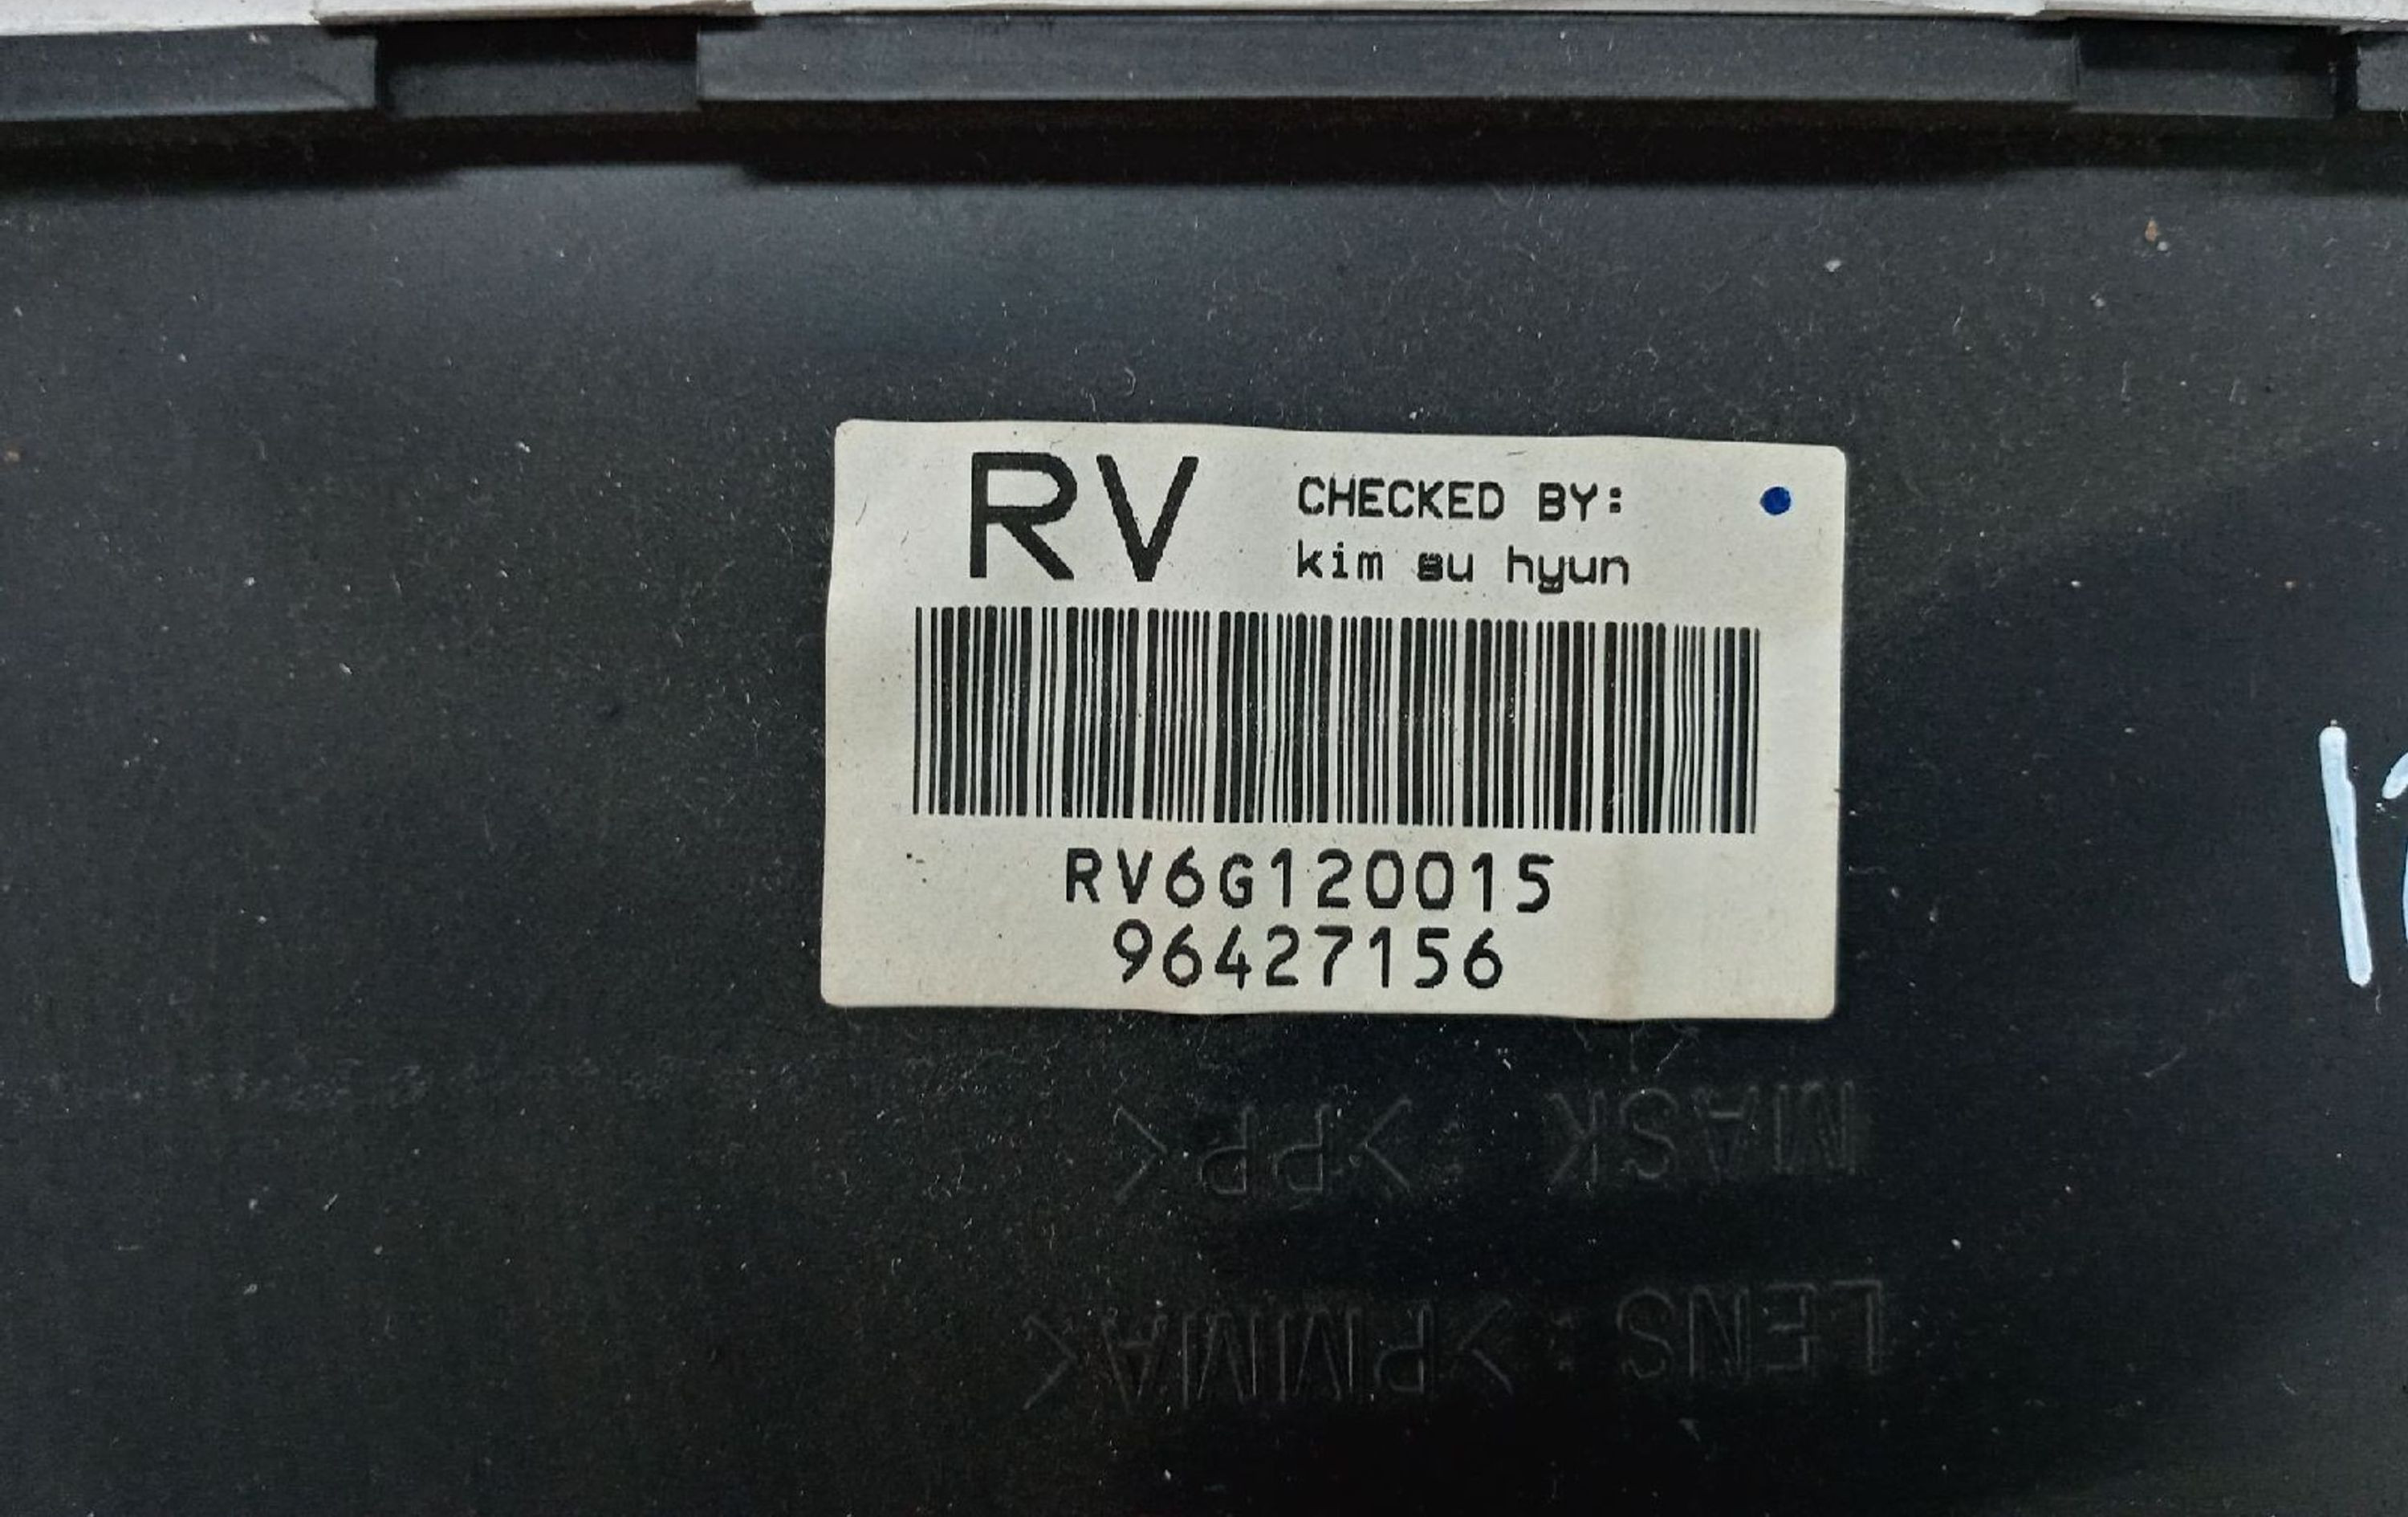 RV
CHECKED BY:
kim su hyun
RV6G120015
96427156
MASK : >PP<
LENS : >PMMA<